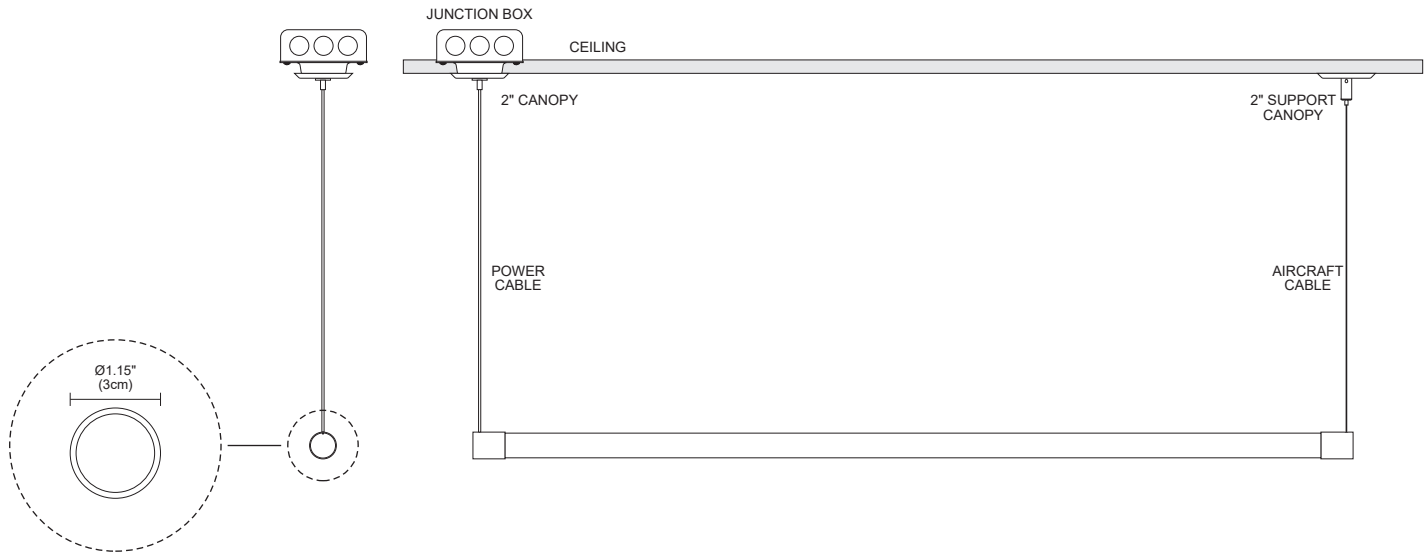 JUNCTION BOX
CEILING
2" CANOPY
2" SUPPORT
CANOPY
POWER
CABLE
AIRCRAFT
CABLE
Ø1.15"
(3cm)